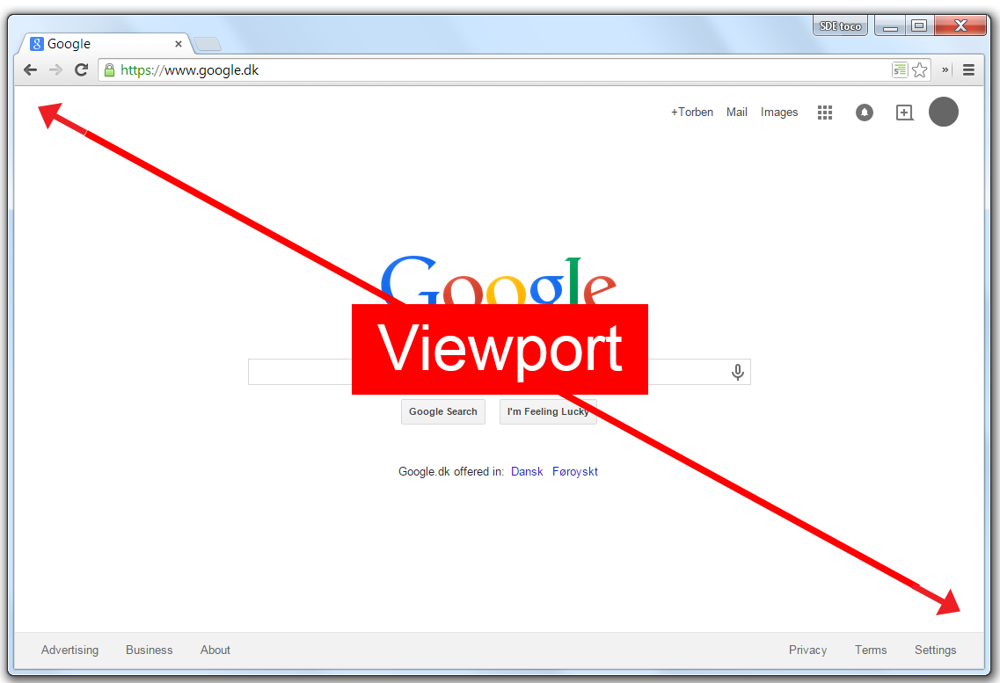 SDE toco
8 Google
https://www.google.dk
+Torben Mail Images
Google
Viewport
Google Search I'm Feeling Lucky
Google.dk offered in: Dansk Føroyskt
Advertising Business About Privacy Terms Settings